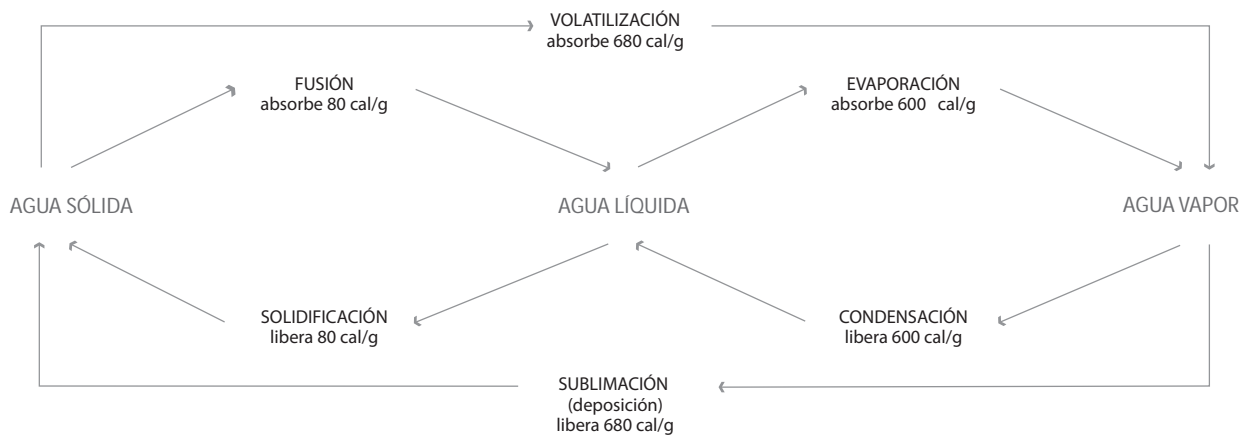 VOLATILIZACIÓN
absorbe 680 cal/g
FUSIÓN
absorbe 80 cal/g
EVAPORACIÓN
absorbe 600 cal/g
AGUA SÓLIDA
AGUA LÍQUIDA
AGUA VAPOR
SOLIDIFICACIÓN
libera 80 cal/g
CONDENSACIÓN
libera 600 cal/g
SUBLIMACIÓN
(deposición)
libera 680 cal/g